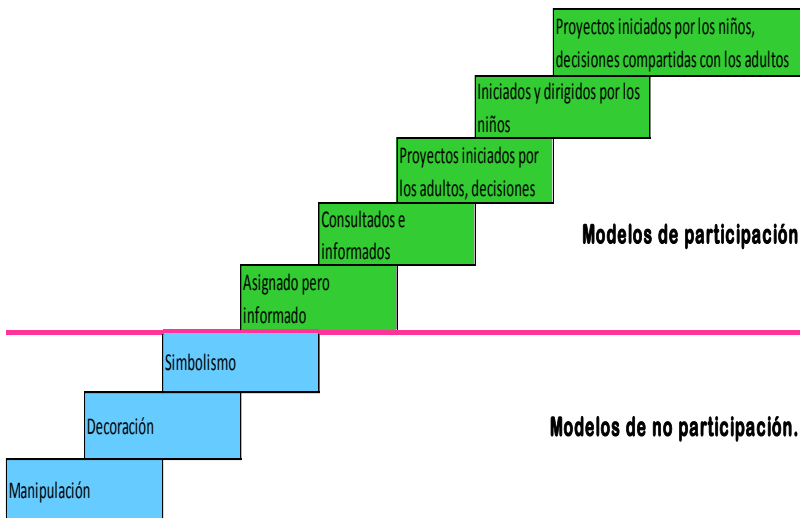 Proyectos iniciados por los niños,
decisiones compartidas con los adultos
Iniciados y dirigidos por los
niños
Proyectos iniciados por
los adultos, decisiones
Consultados e
informados
Modelos de participación
Asignado pero
informado
Simbolismo
Decoración
Modelos de no participación.
Manipulación